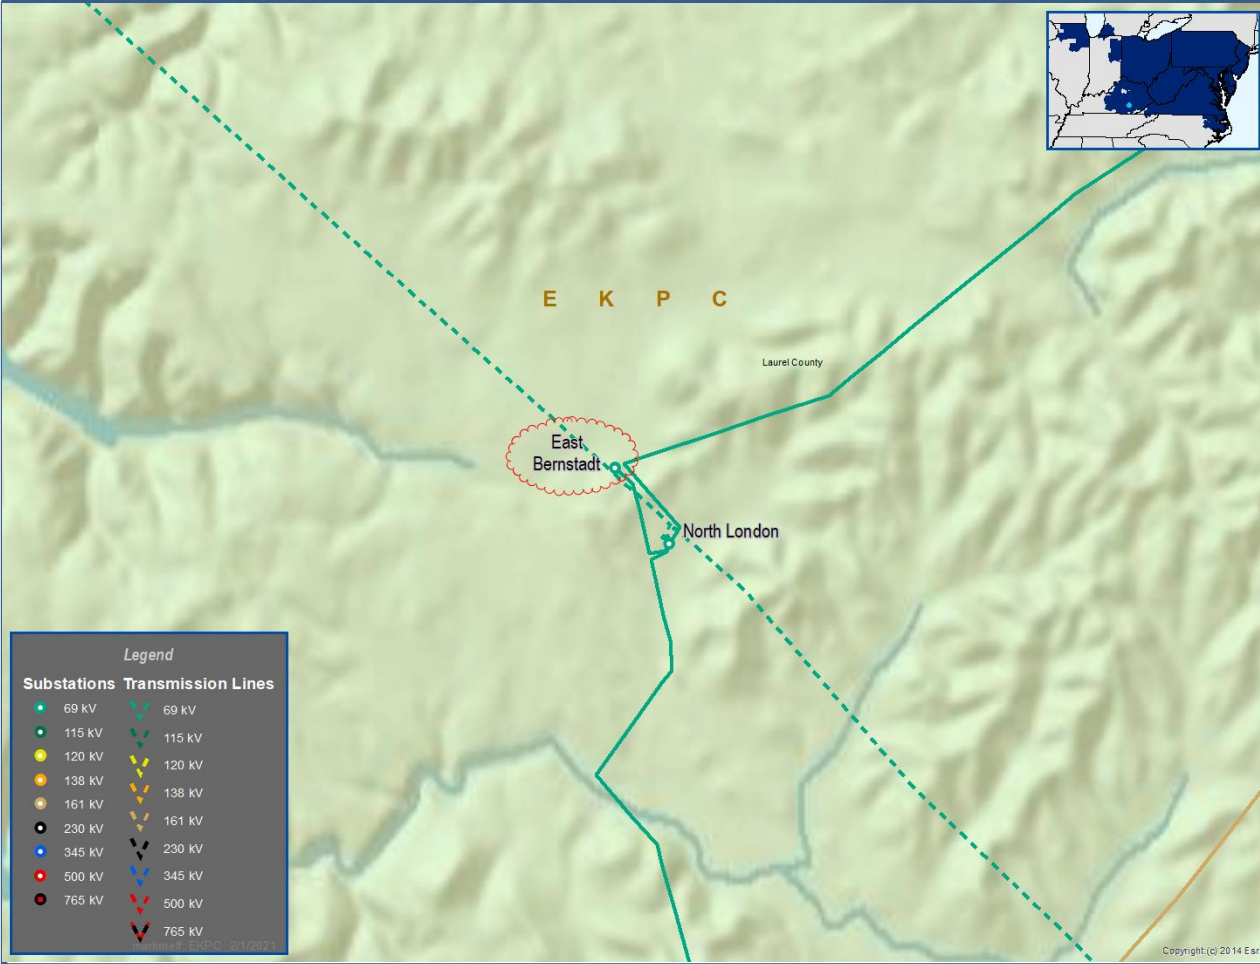 E K P C
Laurel County
East
Bernstadt
North London
Legend
Substations Transmission Lines
69 kV 69 kV
115 kV 115 kV
120 kV 120 kV
138 kV 138 kV
161 kV 161 kV
230 kV 230 kV
345 kV 345 kV
500 kV 500 kV
765 kV 765 kV
markmeff, EKPC 2/1/2021
Copyright:(c) 2014 Esr